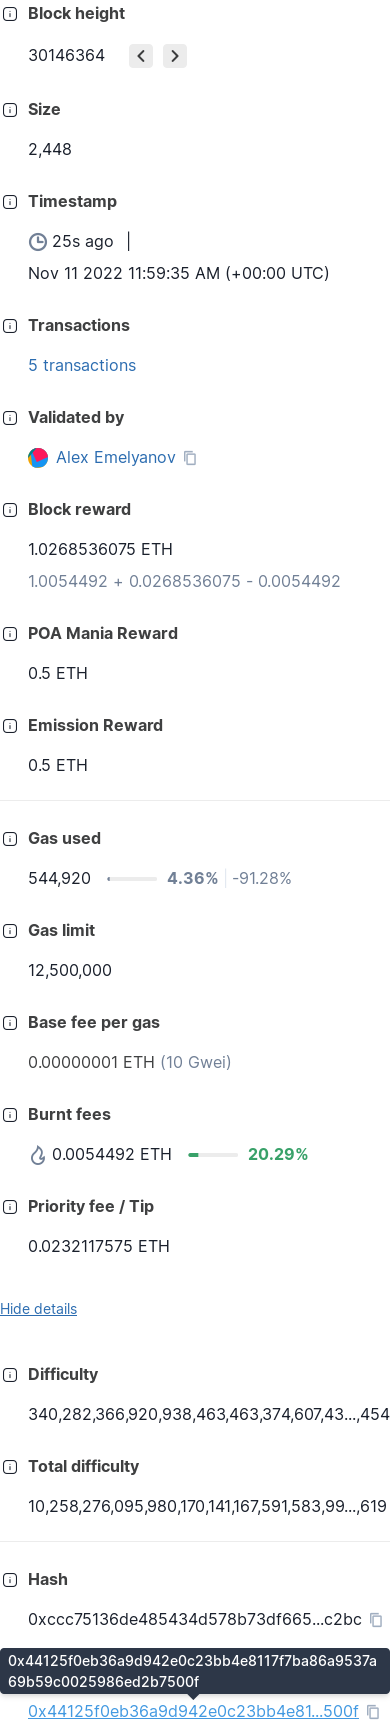 Block height
30146364
Size
2,448
Timestamp
25s ago |
Nov 11 2022 11:59:35 AM (+00:00 UTC)
Transactions
5 transactions
Validated by
Alex Emelyanov
Block reward
1.0268536075 ETH
1.0054492 + 0.0268536075 - 0.0054492
POA Mania Reward
0.5 ETH
Emission Reward
0.5 ETH
Gas used
544,920 4.36% -91.28%
Gas limit
12,500,000
Base fee per gas
0.00000001 ETH (10 Gwei)
Burnt fees
0.0054492 ETH 20.29%
Priority fee / Tip
0.0232117575 ETH
Hide details
Difficulty
340,282,366,920,938,463,463,374,607,43...,454
Total difficulty
10,258,276,095,980,170,141,167,591,583,99...,619
Hash
0xccc75136de485434d578b73df665...c2bc
0x44125f0eb36a9d942e0c23bb4e8117f7ba86a9537a
69b59c0025986ed2b7500f
0x44125f0eb36a9d942e0c23bb4e81...500f